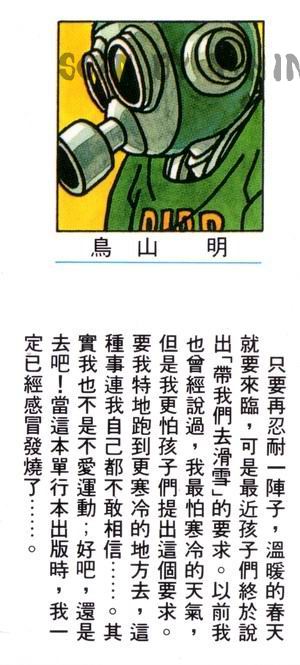 鳥山明
只要再忍耐一陣子，溫暖的春天
就要來臨，可是最近孩子們終於說
出「帶我們去滑雪」的要求。以前我
也曾經說過，我最怕寒冷的天氣，
但是我更怕孩子們提出這個要求。
要我特地跑到更寒冷的地方去，這
種事連我自己都不敢相信……。其
實我也不是不愛運動；好吧，還是
去吧！當這本單行本出版時，我一
定已經感冒發燒了……。